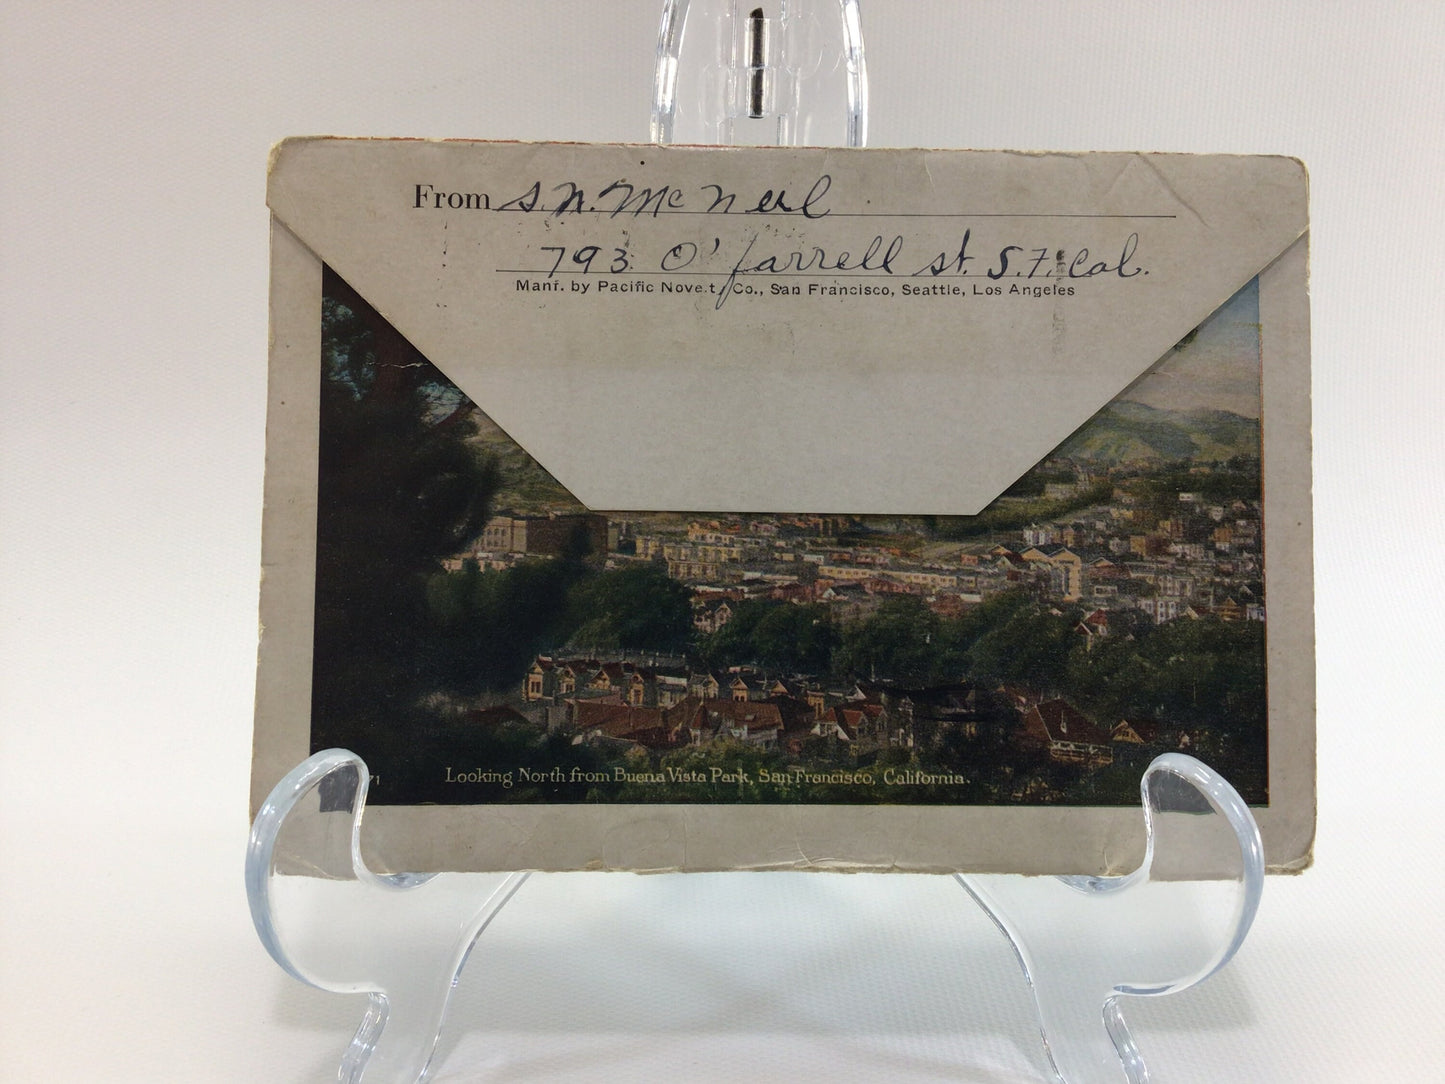 From S.N. McNeil
793 O'farrell st. S.F. Cal.
Manf. by Pacific Novelt. Co., San Francisco, Seattle, Los Angeles
71 Looking North from Buena Vista Park, San Francisco, California.